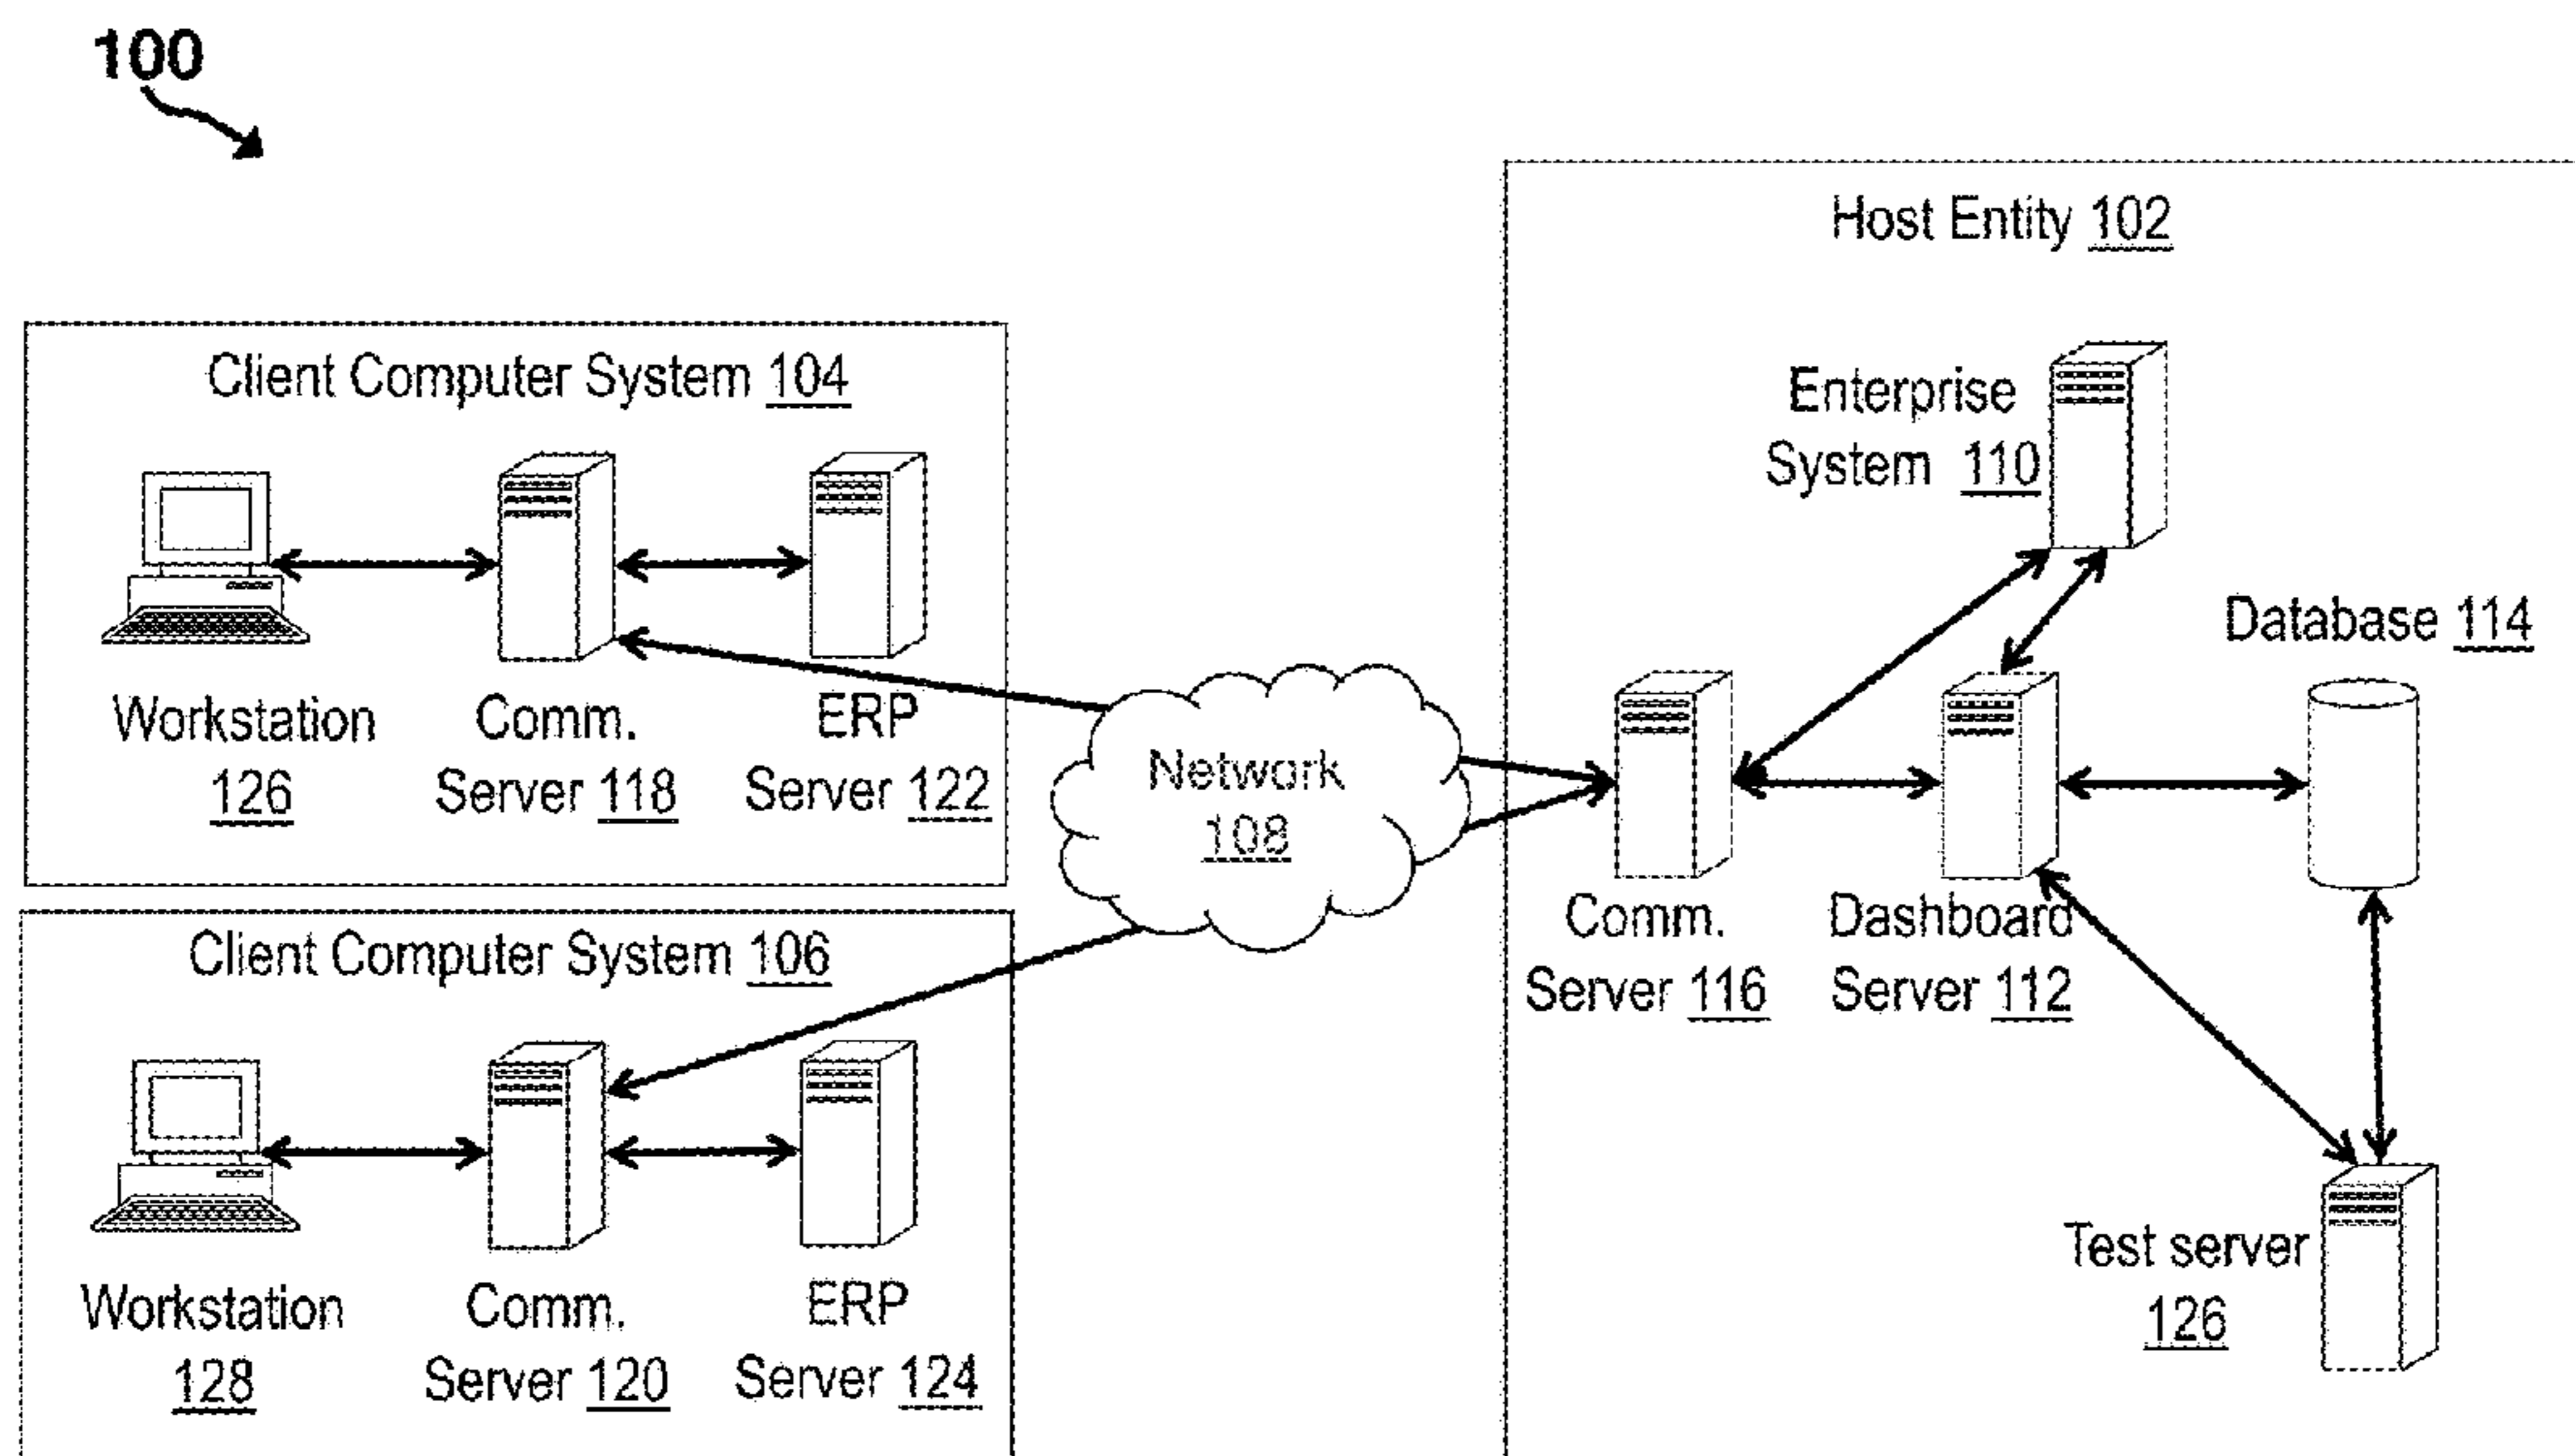 100
Host Entity 102
Client Computer System 104
Enterprise
System 110
Database 114
Workstation
126
Comm.
Server 118
ERP
Server 122
Network
108
Comm.
Server 116
Dashboard
Server 112
Client Computer System 106
Workstation
128
Comm.
Server 120
ERP
Server 124
Test server
126